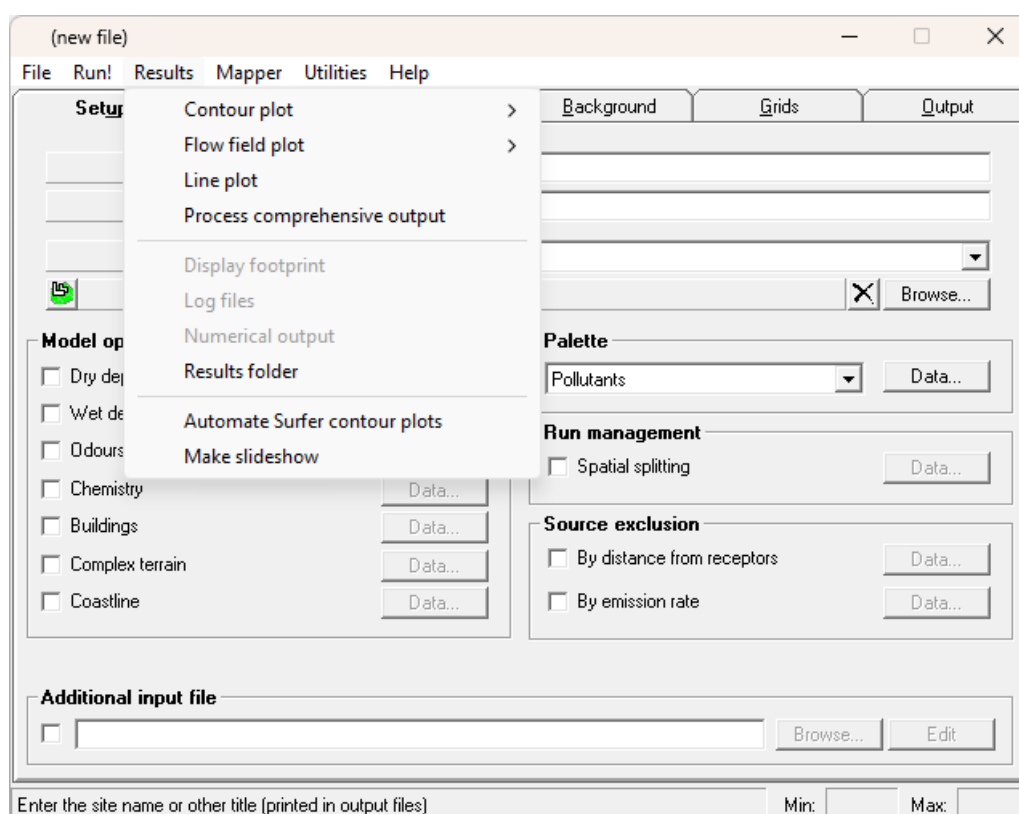 (new file)
File Run! Results Mapper Utilities Help
Setup Background Grids Output
Contour plot
Flow field plot
Line plot
Process comprehensive output
Display footprint
Log files
Numerical output
Results folder
Automate Surfer contour plots
Make slideshow
Browse...
Model op
Dry dep
Wet de
Odours
Chemistry Data...
Buildings Data...
Complex terrain Data...
Coastline Data...
Palette
Pollutants Data...
Run management
Spatial splitting Data...
Source exclusion
By distance from receptors Data...
By emission rate Data...
Additional input file
Browse... Edit
Enter the site name or other title (printed in output files) Min: Max: